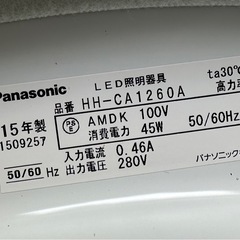 Panasonic
LED照明器具
ta30℃
品番 HH-CA1260A
高力率
15年製
1509257
PSE
AMDK 100V
50/60Hz
消費電力 45W
入力電流 0.46A
50/60 Hz 出力電圧 280V
パナソニック